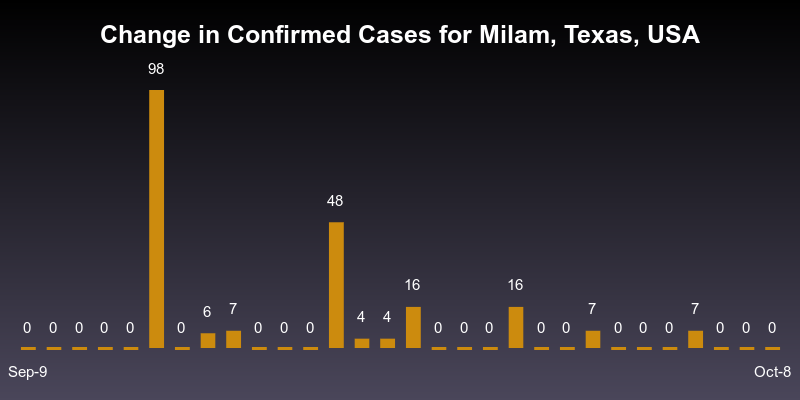 Change in Confirmed Cases for Milam, Texas, USA
0 0 0 0 0 98 0 6 7 0 0 0 48 4 4 16 0 0 0 16 0 0 7 0 0 0 7 0 0 0
Sep-9 Oct-8